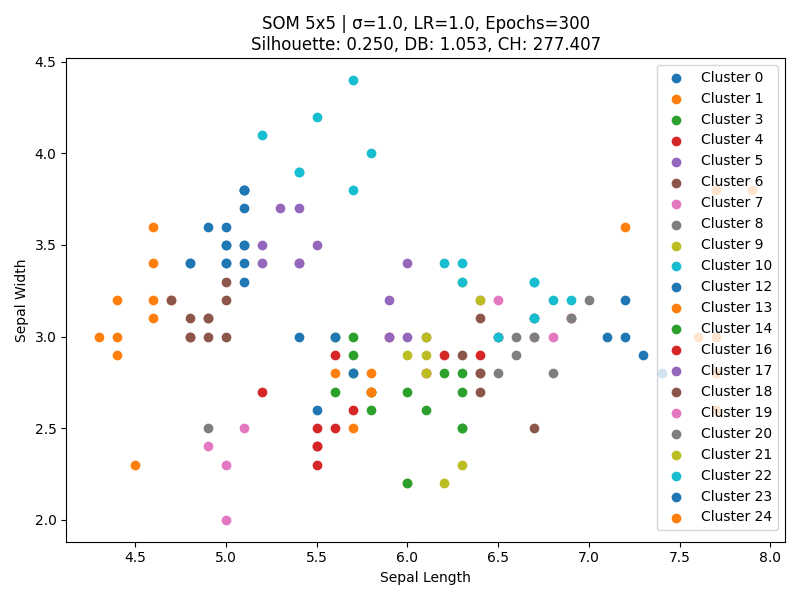 SOM 5x5 | σ=1.0, LR=1.0, Epochs=300
Silhouette: 0.250, DB: 1.053, CH: 277.407
4.5
4.0
3.5
3.0
2.5
2.0
Sepal Width
Cluster 0
Cluster 1
Cluster 3
Cluster 4
Cluster 5
Cluster 6
Cluster 7
Cluster 8
Cluster 9
Cluster 10
Cluster 12
Cluster 13
Cluster 14
Cluster 16
Cluster 17
Cluster 18
Cluster 19
Cluster 20
Cluster 21
Cluster 22
Cluster 23
Cluster 24
4.5 5.0 5.5 6.0 6.5 7.0 7.5 8.0
Sepal Length